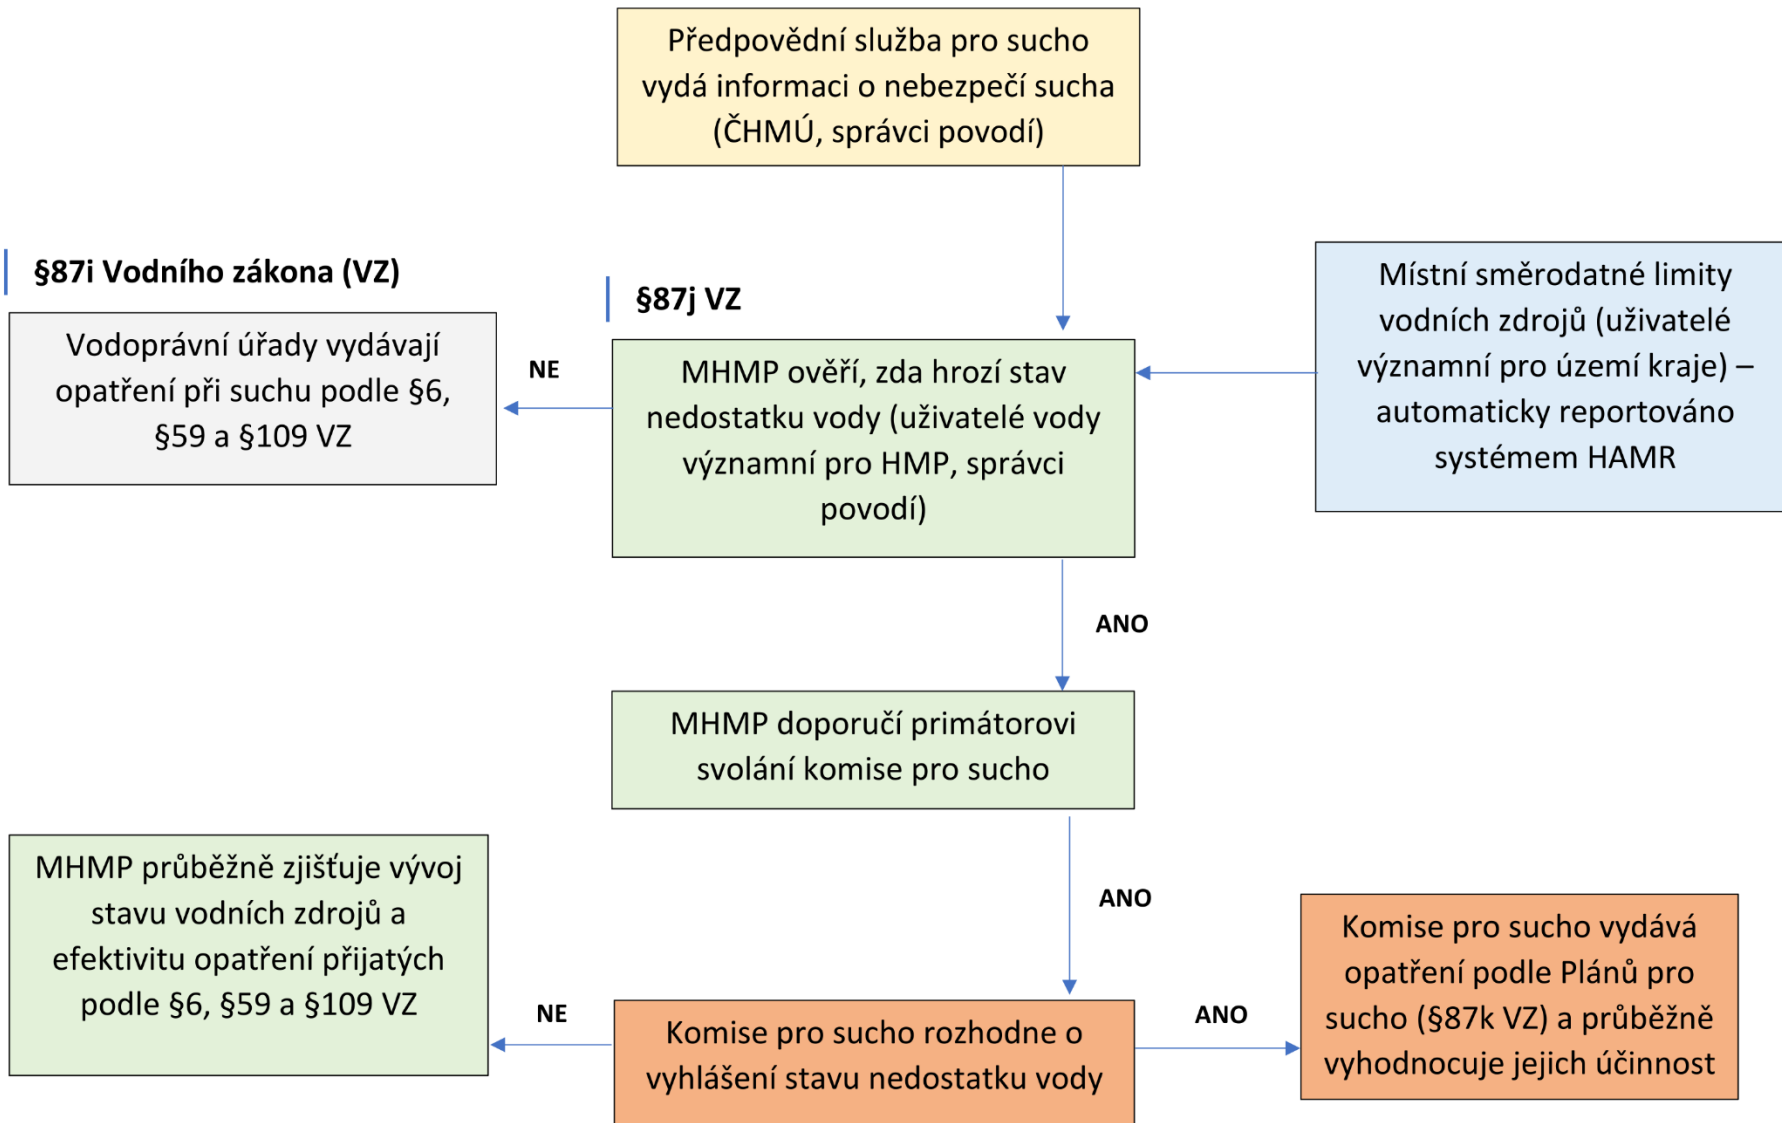 Předpovědní služba pro sucho
vydá informaci o nebezpečí sucha
(ČHMÚ, správci povodí)
§87i Vodního zákona (VZ)
Vodoprávní úřady vydávají
opatření při suchu podle §6,
§59 a §109 VZ
NE
§87j VZ
MHMP ověří, zda hrozí stav
nedostatku vody (uživatelé vody
významní pro HMP, správci
povodí)
Místní směrodatné limity
vodních zdrojů (uživatelé
významní pro území kraje) –
automaticky reportováno
systémem HAMR
ANO
MHMP doporučí primátorovi
svolání komise pro sucho
ANO
MHMP průběžně zjišťuje vývoj
stavu vodních zdrojů a
efektivitu opatření přijatých
podle §6, §59 a §109 VZ
NE
Komise pro sucho rozhodne o
vyhlášení stavu nedostatku vody
ANO
Komise pro sucho vydává
opatření podle Plánů pro
sucho (§87k VZ) a průběžně
vyhodnocuje jejich účinnost